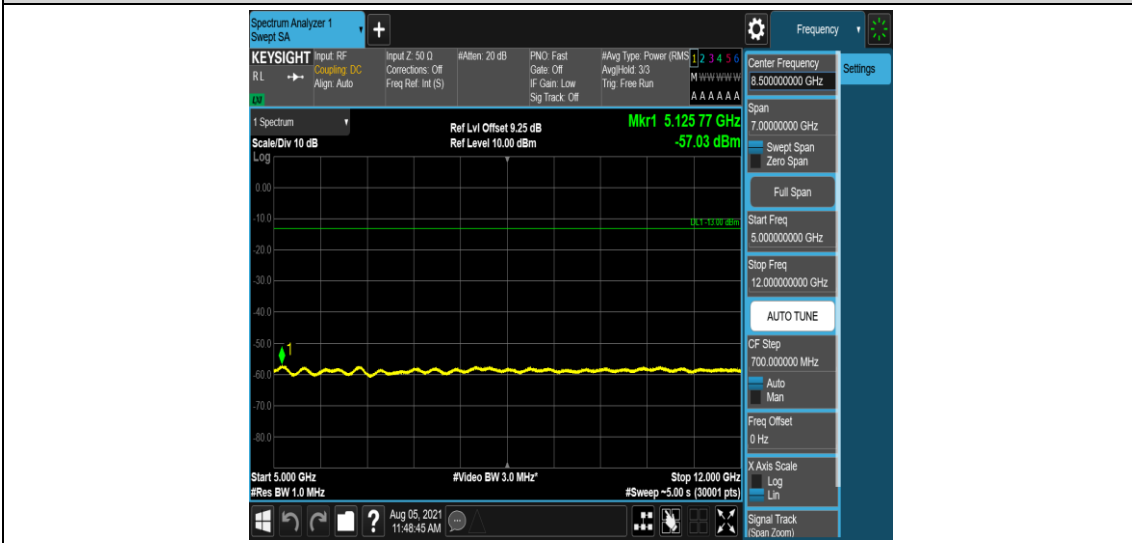 Spectrum Analyzer 1
Swept SA
+
Frequency
KEYSIGHT
RL
LXI
Input: RF
Coupling: DC
Align: Auto
Input Z: 50 Ω
Corrections: Off
Freq Ref: Int (S)
#Atten: 20 dB
PNO: Fast
Gate: Off
IF Gain: Low
Sig Track: Off
#Avg Type: Power (RMS
Avg|Hold: 3/3
Trig: Free Run
1 2 3 4 5 6
M W W W W W
A A A A A A
1 Spectrum
Scale/Div 10 dB
Log
Ref Lvl Offset 9.25 dB
Ref Level 10.00 dBm
Mkr1 5.125 77 GHz
-57.03 dBm
0.00
-10.0
DL1 -13.00 dBm
-20.0
-30.0
-40.0
-50.0
1
-60.0
-70.0
-80.0
Start 5.000 GHz
#Res BW 1.0 MHz
#Video BW 3.0 MHz*
Stop 12.000 GHz
#Sweep ~5.00 s (30001 pts)
?
Aug 05, 2021
11:48:45 AM
Center Frequency
8.500000000 GHz
Settings
Span
7.00000000 GHz
Swept Span
Zero Span
Full Span
Start Freq
5.000000000 GHz
Stop Freq
12.000000000 GHz
AUTO TUNE
CF Step
700.000000 MHz
Auto
Man
Freq Offset
0 Hz
X Axis Scale
Log
Lin
Signal Track
(Span Zoom)